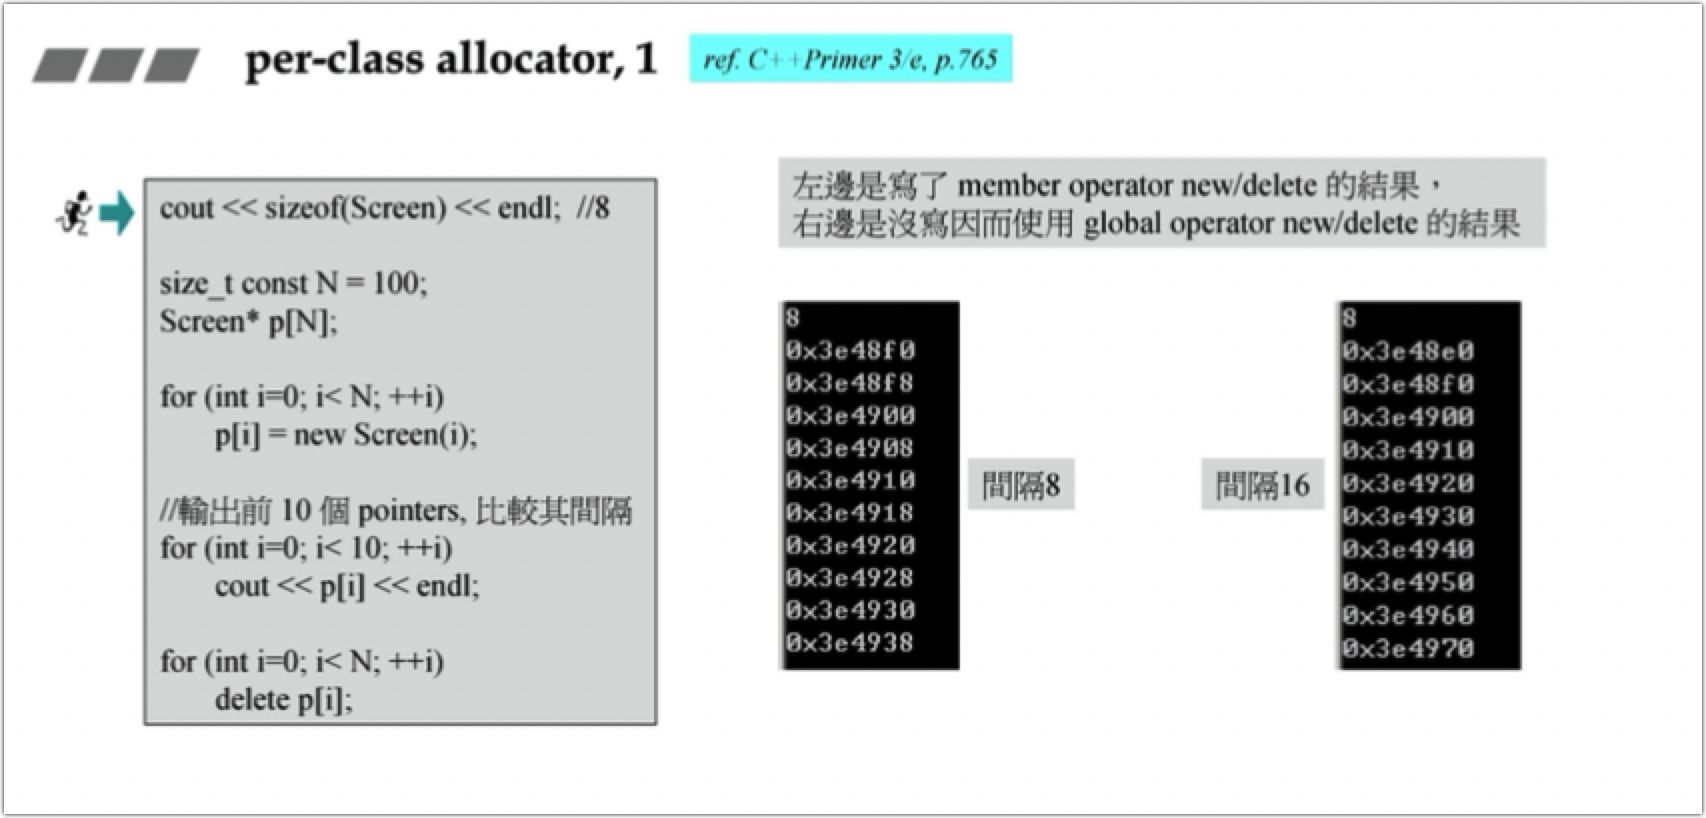 per-class allocator, 1
ref. C++Primer 3/e, p.765
cout << sizeof(Screen) << endl; //8
size_t const N = 100;
Screen* p[N];
for (int i=0; i< N; ++i)
p[i] = new Screen(i);
//輸出前 10 個 pointers, 比較其間隔
for (int i=0; i< 10; ++i)
cout << p[i] << endl;
for (int i=0; i< N; ++i)
delete p[i];
左邊是寫了 member operator new/delete 的結果，
右邊是沒寫因而使用 global operator new/delete 的結果
8
0x3e48f0
0x3e48f8
0x3e4900
0x3e4908
0x3e4910
0x3e4918
0x3e4920
0x3e4928
0x3e4930
0x3e4938
間隔8
間隔16
8
0x3e48e0
0x3e48f0
0x3e4900
0x3e4910
0x3e4920
0x3e4930
0x3e4940
0x3e4950
0x3e4960
0x3e4970